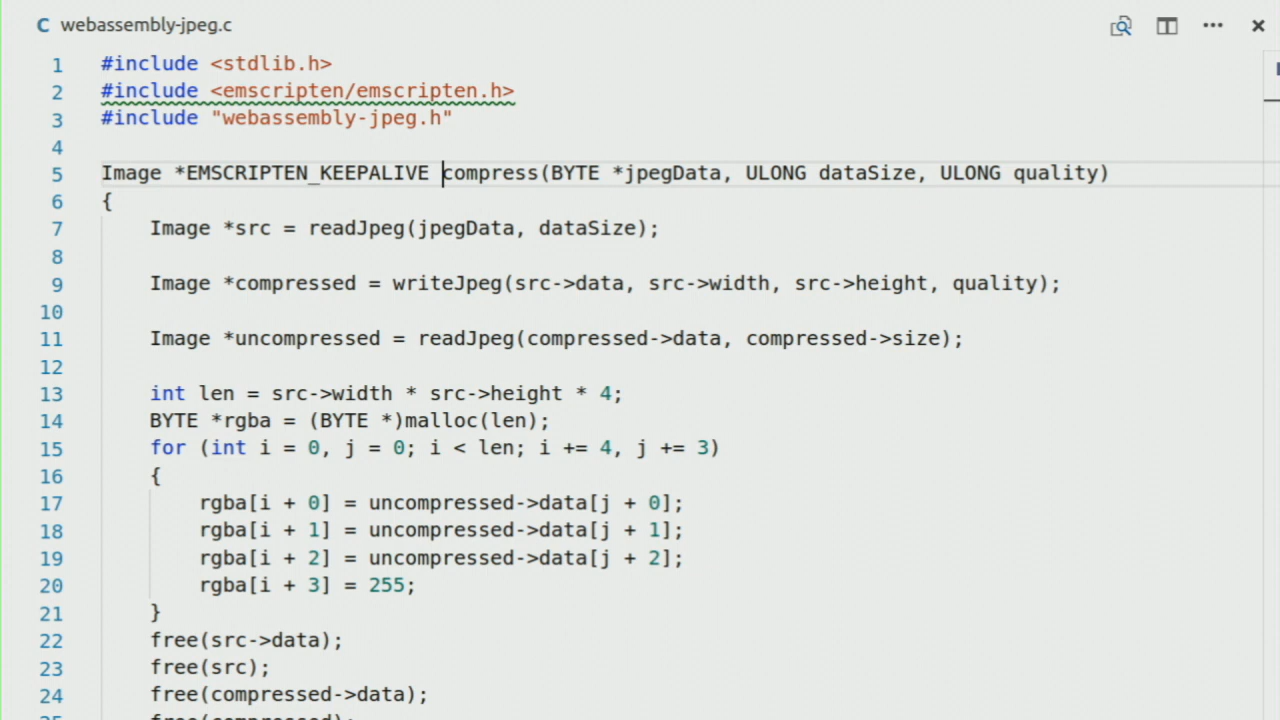 webassembly-jpeg.c
1 #include <stdlib.h>
2 #include <emscripten/emscripten.h>
3 #include "webassembly-jpeg.h"
4
5 Image *EMSCRIPTEN_KEEPALIVE compress(BYTE *jpegData, ULONG dataSize, ULONG quality)
6 {
7     Image *src = readJpeg(jpegData, dataSize);
8
9     Image *compressed = writeJpeg(src->data, src->width, src->height, quality);
10
11     Image *uncompressed = readJpeg(compressed->data, compressed->size);
12
13     int len = src->width * src->height * 4;
14     BYTE *rgba = (BYTE *)malloc(len);
15     for (int i = 0, j = 0; i < len; i += 4, j += 3)
16     {
17         rgba[i + 0] = uncompressed->data[j + 0];
18         rgba[i + 1] = uncompressed->data[j + 1];
19         rgba[i + 2] = uncompressed->data[j + 2];
20         rgba[i + 3] = 255;
21     }
22     free(src->data);
23     free(src);
24     free(compressed->data);
25     free(compressed);